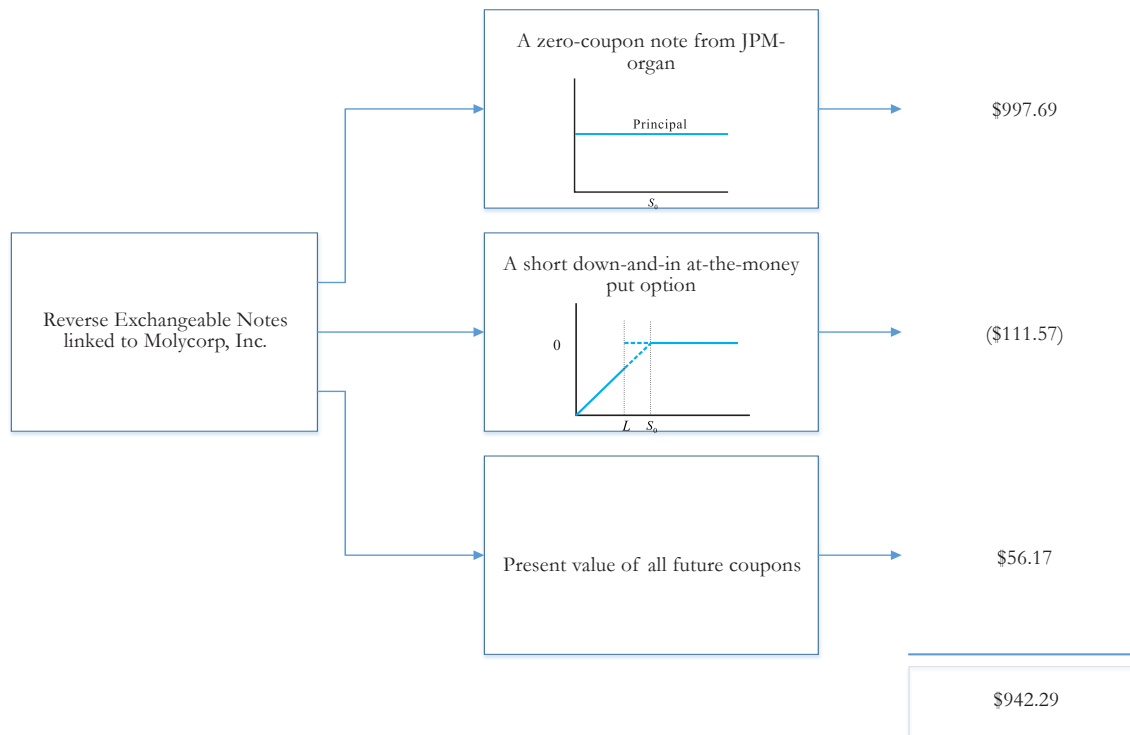 A zero-coupon note from JPM-
organ
Principal
S₀
$997.69
Reverse Exchangeable Notes
linked to Molycorp, Inc.
A short down-and-in at-the-money
put option
0
L S₀
($111.57)
Present value of all future coupons
$56.17
$942.29